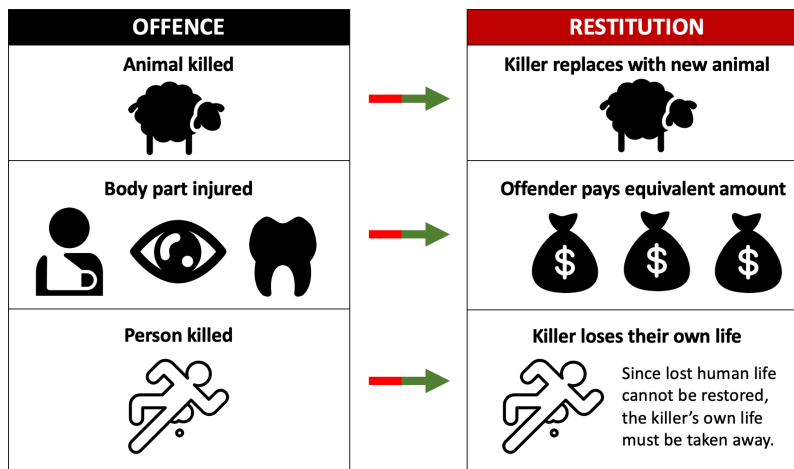 OFFENCE
RESTITUTION
Animal killed
Killer replaces with new animal
Body part injured
Offender pays equivalent amount
$ $ $
Person killed
Killer loses their own life
Since lost human life
cannot be restored,
the killer’s own life
must be taken away.